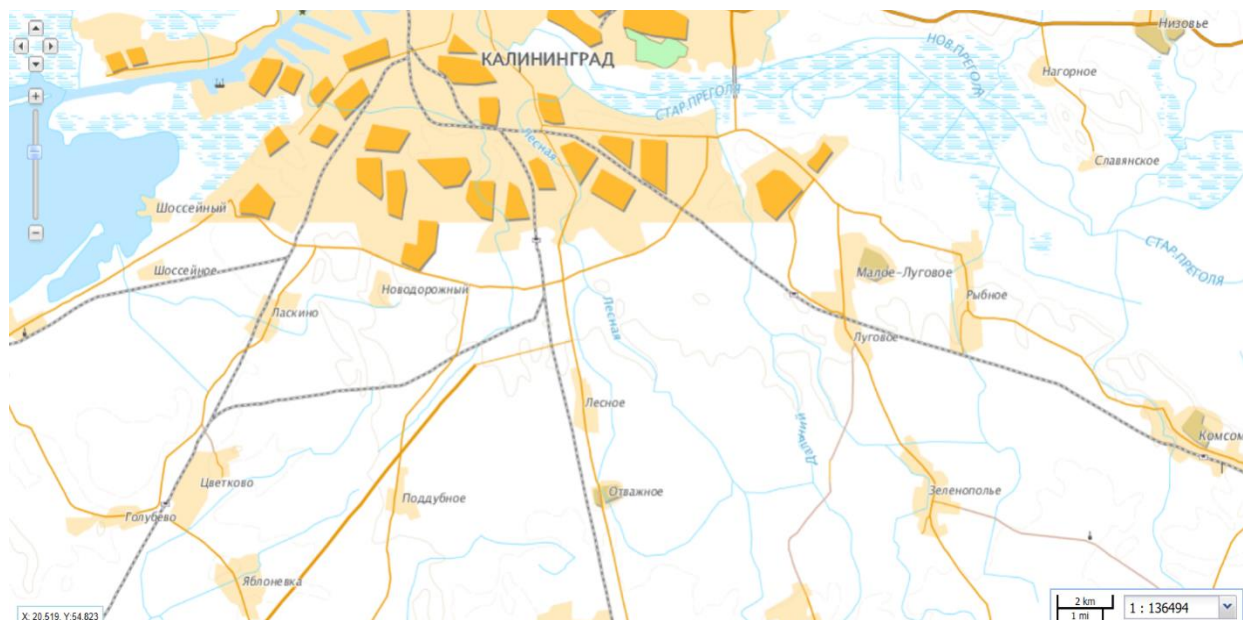 Низовье
НОВ.ПРЕГОЛЯ
КАЛИНИНГРАД
Нагорное
СТАР.ПРЕГОЛЯ
Лесная
Славянское
Шоссейный
СТАР.ПРЕГОЛЯ
Шоссейное
Малое-Луговое
Новодорожный
Рыбное
Ласкино
Лесная
Луговое
Лесное
Дальний
Комсом
Цветково
Поддубное
Отважное
Зеленополье
Голубево
Яблоневка
2 km
1 : 136494
1 mi
X: 20.519, Y:54.823